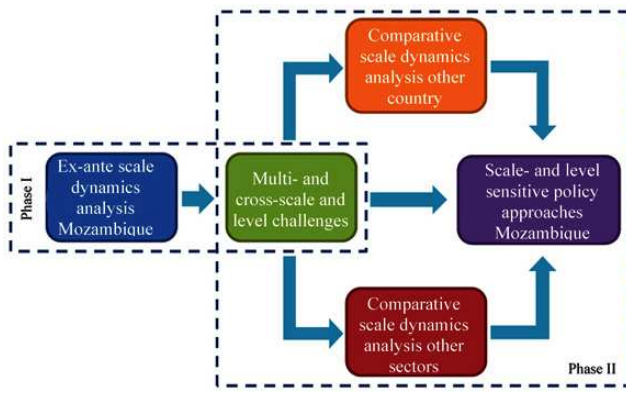 Comparative
scale dynamics
analysis other
country
Phase I
Ex-ante scale
dynamics
analysis
Mozambique
Multi- and
cross-scale and
level challenges
Scale- and level
sensitive policy
approaches
Mozambique
Comparative
scale dynamics
analysis other
sectors
Phase II